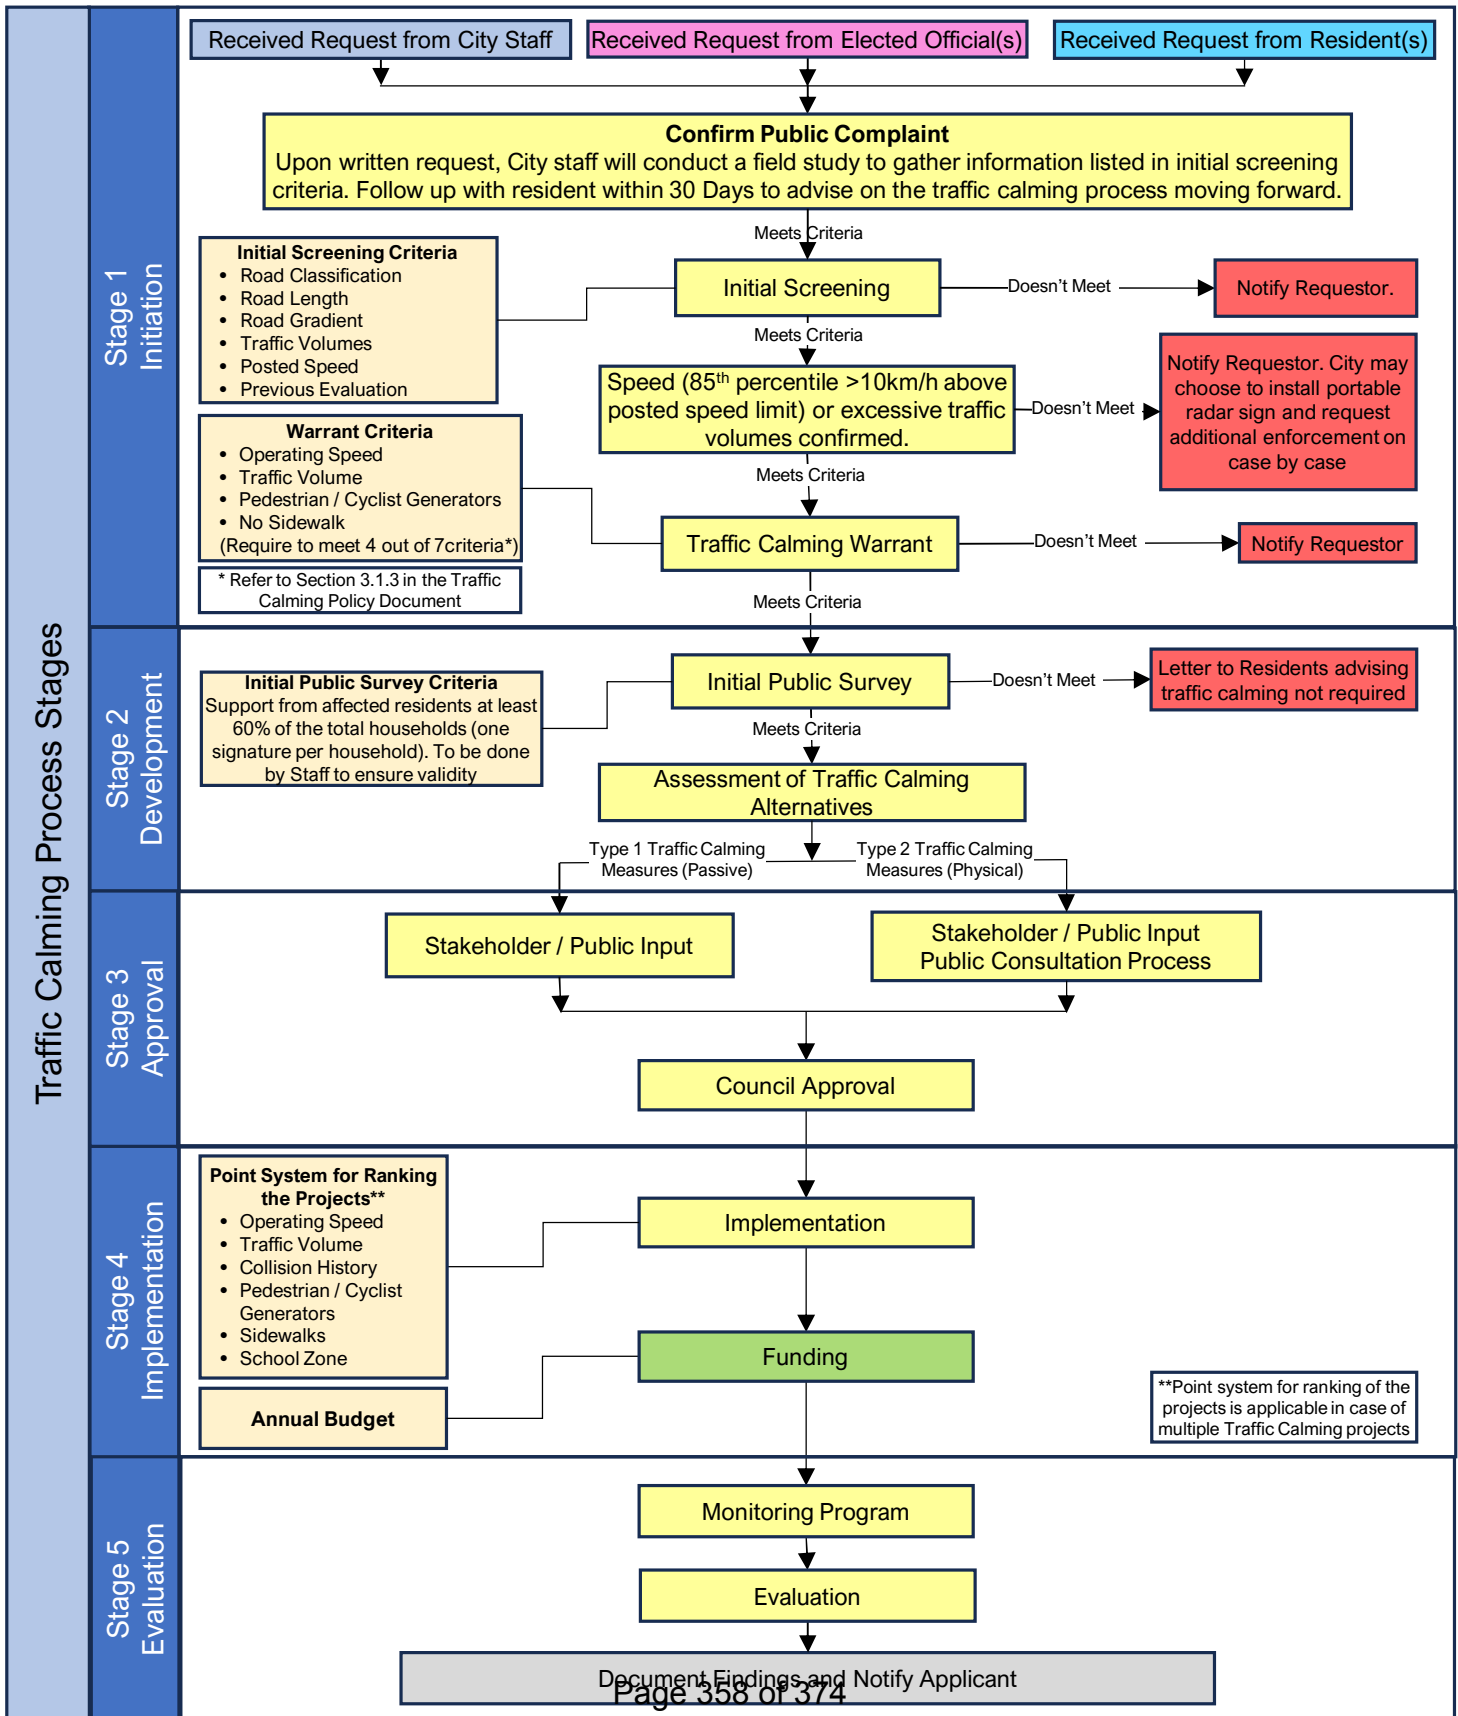 Traffic Calming Process Stages
Stage 1
Initiation
Received Request from City Staff
Received Request from Elected Official(s)
Received Request from Resident(s)
Confirm Public Complaint
Upon written request, City staff will conduct a field study to gather information listed in initial screening
criteria. Follow up with resident within 30 Days to advise on the traffic calming process moving forward.
Meets Criteria
Initial Screening Criteria
• Road Classification
• Road Length
• Road Gradient
• Traffic Volumes
• Posted Speed
• Previous Evaluation
Initial Screening
Doesn't Meet
Notify Requestor.
Meets Criteria
Speed (85th percentile >10km/h above
posted speed limit) or excessive traffic
volumes confirmed.
Doesn't Meet
Notify Requestor. City may
choose to install portable
radar sign and request
additional enforcement on
case by case
Meets Criteria
Warrant Criteria
• Operating Speed
• Traffic Volume
• Pedestrian / Cyclist Generators
• No Sidewalk
(Require to meet 4 out of 7criteria*)
* Refer to Section 3.1.3 in the Traffic
Calming Policy Document
Traffic Calming Warrant
Doesn't Meet
Notify Requestor
Meets Criteria
Stage 2
Development
Initial Public Survey Criteria
Support from affected residents at least
60% of the total households (one
signature per household). To be done
by Staff to ensure validity
Initial Public Survey
Doesn't Meet
Letter to Residents advising
traffic calming not required
Meets Criteria
Assessment of Traffic Calming
Alternatives
Type 1 Traffic Calming
Measures (Passive)
Type 2 Traffic Calming
Measures (Physical)
Stage 3
Approval
Stakeholder / Public Input
Stakeholder / Public Input
Public Consultation Process
Council Approval
Stage 4
Implementation
Point System for Ranking
the Projects**
• Operating Speed
• Traffic Volume
• Collision History
• Pedestrian / Cyclist
Generators
• Sidewalks
• School Zone
Implementation
Funding
Annual Budget
**Point system for ranking of the
projects is applicable in case of
multiple Traffic Calming projects
Stage 5
Evaluation
Monitoring Program
Evaluation
Document Findings and Notify Applicant
Page 358 of 374